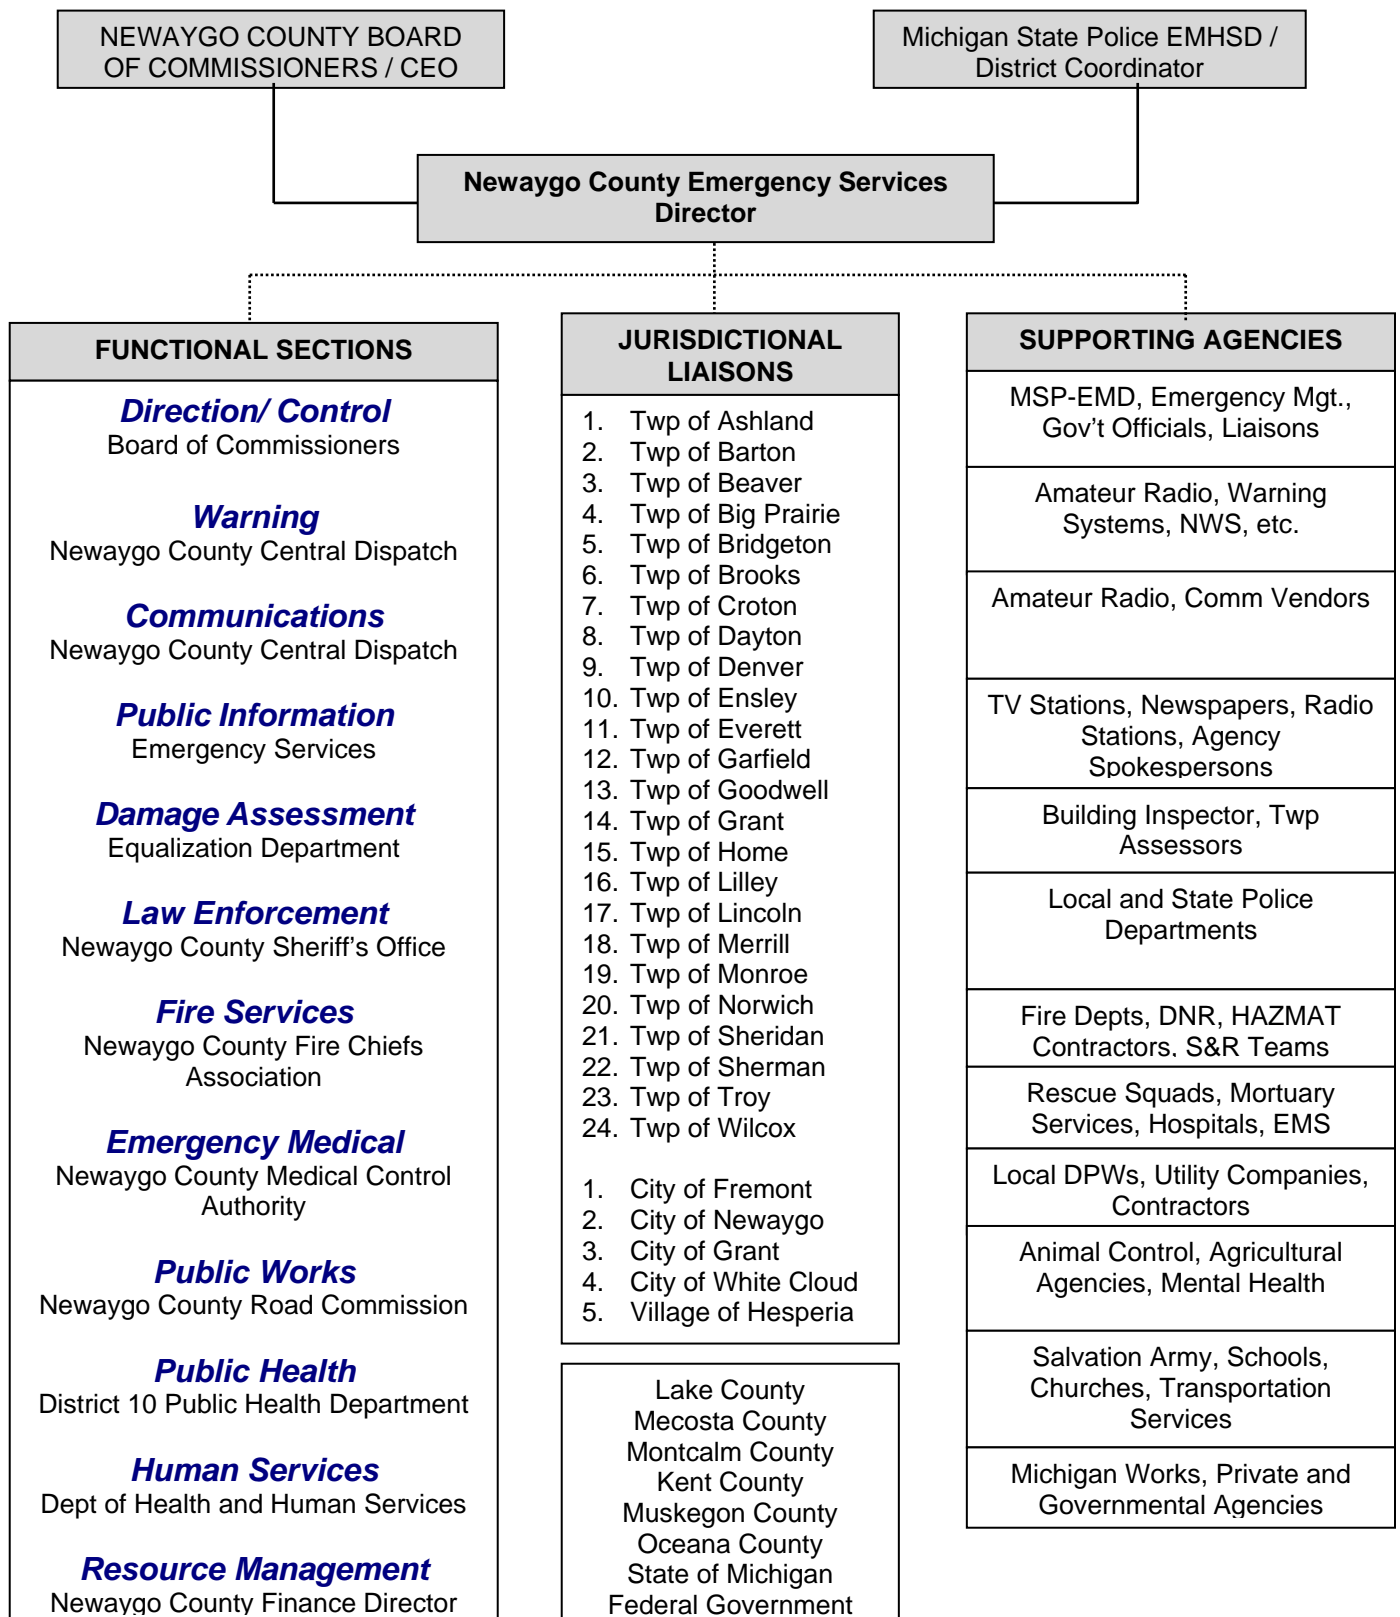 NEWAYGO COUNTY BOARD
OF COMMISSIONERS / CEO
Michigan State Police EMHSD /
District Coordinator
Newaygo County Emergency Services
Director
FUNCTIONAL SECTIONS
Direction/ Control
Board of Commissioners
Warning
Newaygo County Central Dispatch
Communications
Newaygo County Central Dispatch
Public Information
Emergency Services
Damage Assessment
Equalization Department
Law Enforcement
Newaygo County Sheriff’s Office
Fire Services
Newaygo County Fire Chiefs
Association
Emergency Medical
Newaygo County Medical Control
Authority
Public Works
Newaygo County Road Commission
Public Health
District 10 Public Health Department
Human Services
Dept of Health and Human Services
Resource Management
Newaygo County Finance Director
JURISDICTIONAL
LIAISONS
1. Twp of Ashland
2. Twp of Barton
3. Twp of Beaver
4. Twp of Big Prairie
5. Twp of Bridgeton
6. Twp of Brooks
7. Twp of Croton
8. Twp of Dayton
9. Twp of Denver
10. Twp of Ensley
11. Twp of Everett
12. Twp of Garfield
13. Twp of Goodwell
14. Twp of Grant
15. Twp of Home
16. Twp of Lilley
17. Twp of Lincoln
18. Twp of Merrill
19. Twp of Monroe
20. Twp of Norwich
21. Twp of Sheridan
22. Twp of Sherman
23. Twp of Troy
24. Twp of Wilcox
1. City of Fremont
2. City of Newaygo
3. City of Grant
4. City of White Cloud
5. Village of Hesperia
Lake County
Mecosta County
Montcalm County
Kent County
Muskegon County
Oceana County
State of Michigan
Federal Government
SUPPORTING AGENCIES
MSP-EMD, Emergency Mgt.,
Gov’t Officials, Liaisons
Amateur Radio, Warning
Systems, NWS, etc.
Amateur Radio, Comm Vendors
TV Stations, Newspapers, Radio
Stations, Agency
Spokespersons
Building Inspector, Twp
Assessors
Local and State Police
Departments
Fire Depts, DNR, HAZMAT
Contractors, S&R Teams
Rescue Squads, Mortuary
Services, Hospitals, EMS
Local DPWs, Utility Companies,
Contractors
Animal Control, Agricultural
Agencies, Mental Health
Salvation Army, Schools,
Churches, Transportation
Services
Michigan Works, Private and
Governmental Agencies